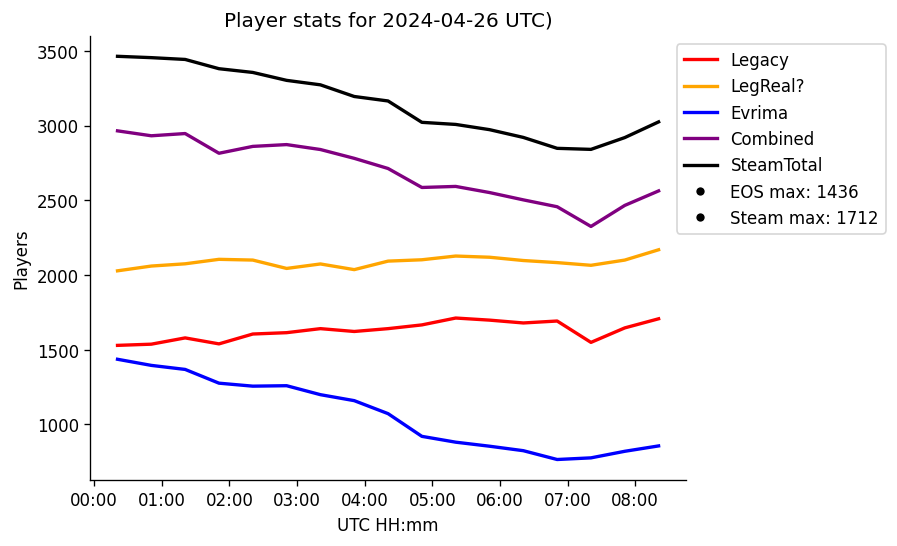 Player stats for 2024-04-26 UTC)
3500
3000
2500
2000
1500
1000
Players
00:00 01:00 02:00 03:00 04:00 05:00 06:00 07:00 08:00
UTC HH:mm
Legacy
LegReal?
Evrima
Combined
SteamTotal
EOS max: 1436
Steam max: 1712